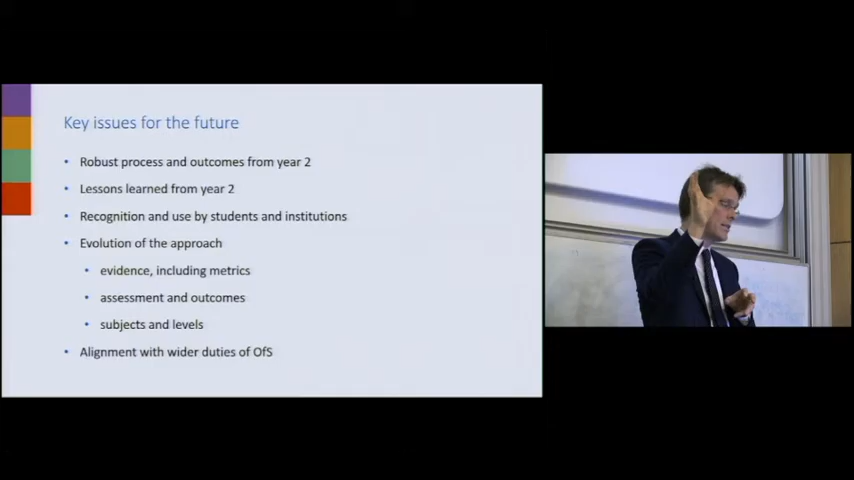 Key issues for the future
• Robust process and outcomes from year 2
• Lessons learned from year 2
• Recognition and use by students and institutions
• Evolution of the approach
• evidence, including metrics
• assessment and outcomes
• subjects and levels
• Alignment with wider duties of OfS